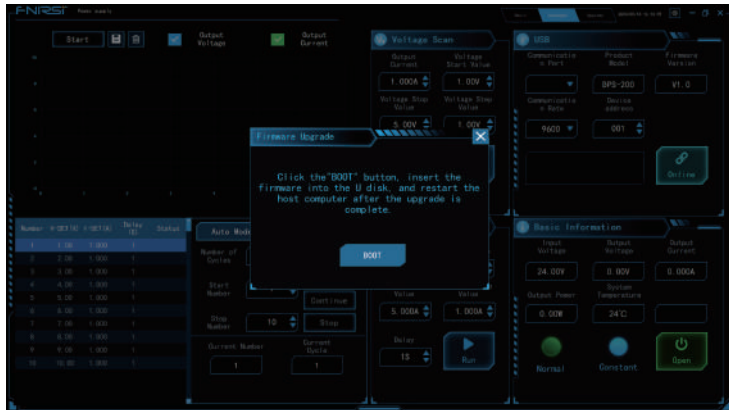 FNIRSI Power supply
Start
Output
Voltage
Output
Current
Voltage Scan
Output
Current
Voltage
Start Value
1.000A
1.00V
Voltage Stop
Value
Voltage Step
Value
5.00V
1.00V
USB
Communicatio
n Port
Product
Model
Firmware
Version
DPS-200
V1.0
Communicatio
n Rate
Device
address
9600
001
Online
Firmware Upgrade
Click the"BOOT" button, insert the
firmware into the U disk, and restart the
host computer after the upgrade is
complete.
BOOT
Number V-SET(V) I-SET(A) Delay
(S) Status
1 1.00 1.000 1
2 2.00 1.000 1
3 3.00 1.000 1
4 4.00 1.000 1
5 5.00 1.000 1
6 6.00 1.000 1
7 7.00 1.000 1
8 8.00 1.000 1
9 9.00 1.000 1
10 10.00 1.000 1
Auto Mode
Number of
Cycles
Start
Number
Continue
Stop
Number
10
Stop
Current Number
Current
Cycle
1
1
Value
Value
5.000A
1.000A
Delay
1S
Run
Basic Information
Input
Voltage
Output
Voltage
Output
Current
24.00V
0.00V
0.000A
Output Power
System
Temperature
0.00W
24℃
Normal
Constant
Open